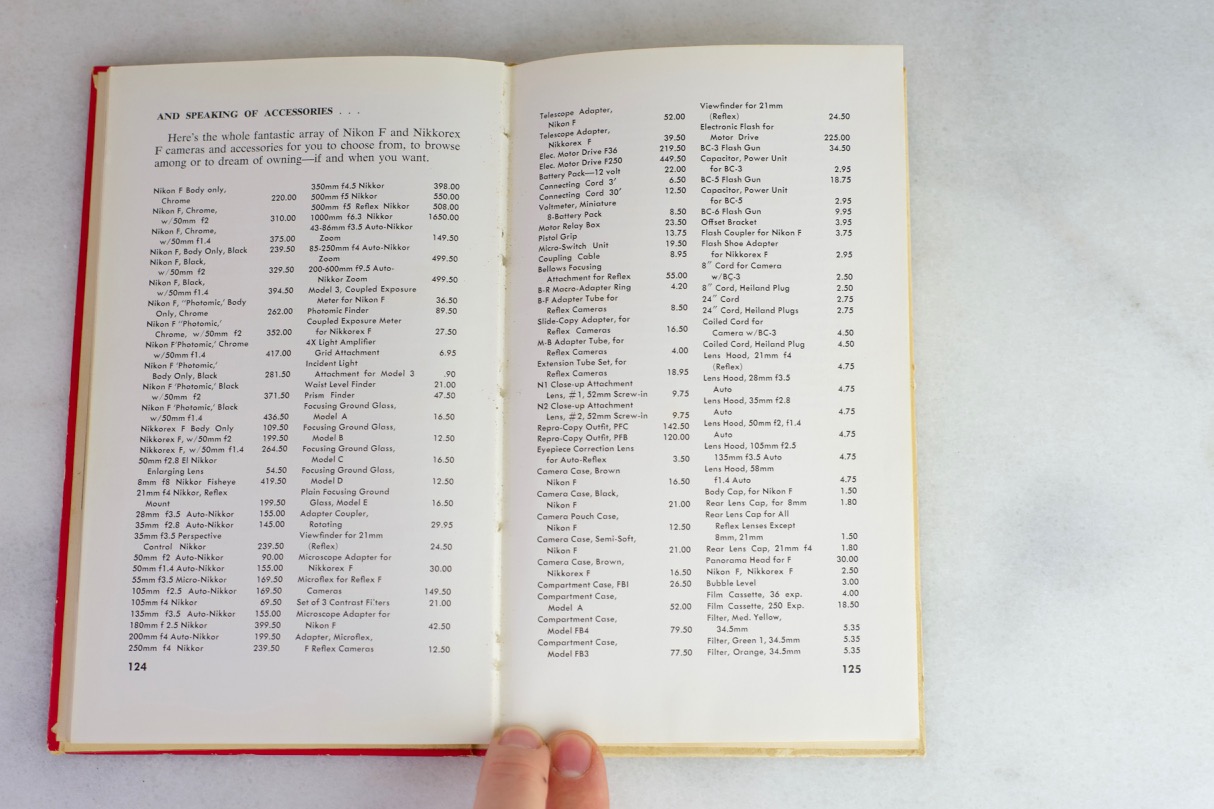 AND SPEAKING OF ACCESSORIES . . .
Here's the whole fantastic array of Nikon F and Nikkorex
F cameras and accessories for you to choose from, to browse
among or to dream of owning—if and when you want.
Nikon F Body only,
Chrome 220.00
Nikon F, Chrome,
w/50mm f2 310.00
Nikon F, Chrome,
w/50mm f1.4 375.00
Nikon F, Body Only, Black 239.50
Nikon F, Black,
w/50mm f2 329.50
Nikon F, Black,
w/50mm f1.4 394.50
Nikon F, "Photomic,' Body
Only, Chrome 262.00
Nikon F "Photomic,'
Chrome, w/50mm f2 352.00
Nikon F'Photomic,' Chrome
w/50mm f1.4 417.00
Nikon F 'Photomic,'
Body Only, Black 281.50
Nikon F 'Photomic,' Black
w/50mm f2 371.50
Nikon F 'Photomic,' Black
w/50mm f1.4 436.50
Nikkorex F Body Only 109.50
Nikkorex F, w/50mm f2 199.50
Nikkorex F, w/50mm f1.4 264.50
50mm f2.8 El Nikkor
Enlarging Lens 54.50
8mm f8 Nikkor Fisheye 419.50
21mm f4 Nikkor, Reflex
Mount 199.50
28mm f3.5 Auto-Nikkor 155.00
35mm f2.8 Auto-Nikkor 145.00
35mm f3.5 Perspective
Control Nikkor 239.50
50mm f2 Auto-Nikkor 90.00
50mm f1.4 Auto-Nikkor 155.00
55mm f3.5 Micro-Nikkor 169.50
105mm f2.5 Auto-Nikkor 169.50
105mm f4 Nikkor 69.50
135mm f3.5 Auto-Nikkor 155.00
180mm f 2.5 Nikkor 399.50
200mm f4 Auto-Nikkor 199.50
250mm f4 Nikkor 239.50
350mm f4.5 Nikkor 398.00
500mm f5 Nikkor 550.00
500mm f5 Reflex Nikkor 508.00
1000mm f6.3 Nikkor 1650.00
43-86mm f3.5 Auto-Nikkor
Zoom 149.50
85-250mm f4 Auto-Nikkor
Zoom 499.50
200-600mm f9.5 Auto-
Nikkor Zoom 499.50
Model 3, Coupled Exposure
Meter for Nikon F 36.50
Photomic Finder 89.50
Coupled Exposure Meter
for Nikkorex F 27.50
4X Light Amplifier
Grid Attachment 6.95
Incident Light
Attachment for Model 3 .90
Waist Level Finder 21.00
Prism Finder 47.50
Focusing Ground Glass,
Model A 16.50
Focusing Ground Glass,
Model B 12.50
Focusing Ground Glass,
Model C 16.50
Focusing Ground Glass,
Model D 12.50
Plain Focusing Ground
Glass, Model E 16.50
Adapter Coupler,
Rotating 29.95
Viewfinder for 21mm
(Reflex) 24.50
Microscope Adapter for
Nikkorex F 30.00
Microflex for Reflex F
Cameras 149.50
Set of 3 Contrast Filters 21.00
Microscope Adapter for
Nikon F 42.50
Adapter, Microflex,
F Reflex Cameras 12.50
124
Telescope Adapter,
Nikon F 52.00
Telescope Adapter,
Nikkorex F 39.50
Elec. Motor Drive F36 219.50
Elec. Motor Drive F250 449.50
Battery Pack—12 volt 22.00
Connecting Cord 3' 6.50
Connecting Cord 30' 12.50
Voltmeter, Miniature
8-Battery Pack 8.50
Motor Relay Box 23.50
Pistol Grip 13.75
Micro-Switch Unit 19.50
Coupling Cable 8.95
Bellows Focusing
Attachment for Reflex 55.00
B-R Macro-Adapter Ring 4.20
B-F Adapter Tube for
Reflex Cameras 8.50
Slide-Copy Adapter, for
Reflex Cameras 16.50
M-B Adapter Tube, for
Reflex Cameras 4.00
Extension Tube Set, for
Reflex Cameras 18.95
N1 Close-up Attachment
Lens, #1, 52mm Screw-in 9.75
N2 Close-up Attachment
Lens, #2, 52mm Screw-in 9.75
Repro-Copy Outfit, PFC 142.50
Repro-Copy Outfit, PFB 120.00
Eyepiece Correction Lens
for Auto-Reflex 3.50
Camera Case, Brown
Nikon F 16.50
Camera Case, Black,
Nikon F 21.00
Camera Pouch Case,
Nikon F 12.50
Camera Case, Semi-Soft,
Nikon F 21.00
Camera Case, Brown,
Nikkorex F 16.50
Compartment Case, FBI 26.50
Compartment Case,
Model A 52.00
Compartment Case,
Model FB4 79.50
Compartment Case,
Model FB3 77.50
Viewfinder for 21mm
(Reflex) 24.50
Electronic Flash for
Motor Drive 225.00
BC-3 Flash Gun 34.50
Capacitor, Power Unit
for BC-3 2.95
BC-5 Flash Gun 18.75
Capacitor, Power Unit
for BC-5 2.95
BC-6 Flash Gun 9.95
Offset Bracket 3.95
Flash Coupler for Nikon F 3.75
Flash Shoe Adapter
for Nikkorex F 2.95
8" Cord for Camera
w/BC-3 2.50
8" Cord, Heiland Plug 2.50
24" Cord 2.75
24" Cord, Heiland Plugs 2.75
Coiled Cord for
Camera w/BC-3 4.50
Coiled Cord, Heiland Plug 4.50
Lens Hood, 21mm f4
(Reflex) 4.75
Lens Hood, 28mm f3.5
Auto 4.75
Lens Hood, 35mm f2.8
Auto 4.75
Lens Hood, 50mm f2, f1.4
Auto 4.75
Lens Hood, 105mm f2.5
135mm f3.5 Auto 4.75
Lens Hood, 58mm
f1.4 Auto 4.75
Body Cap, for Nikon F 1.50
Rear Lens Cap, for 8mm 1.80
Rear Lens Cap for All
Reflex Lenses Except
8mm, 21mm 1.50
Rear Lens Cap, 21mm f4 1.80
Panorama Head for F 30.00
Nikon F, Nikkorex F 2.50
Bubble Level 3.00
Film Cassette, 36 exp. 4.00
Film Cassette, 250 Exp. 18.50
Filter, Med. Yellow,
34.5mm 5.35
Filter, Green 1, 34.5mm 5.35
Filter, Orange, 34.5mm 5.35
125